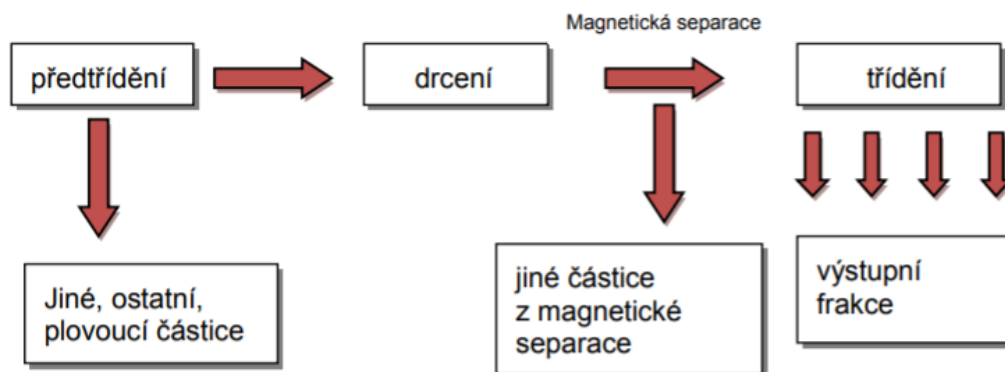 Magnetická separace
předtřídění
drcení
třídění
Jiné, ostatní,
plovoucí částice
jiné částice
z magnetické
separace
výstupní
frakce